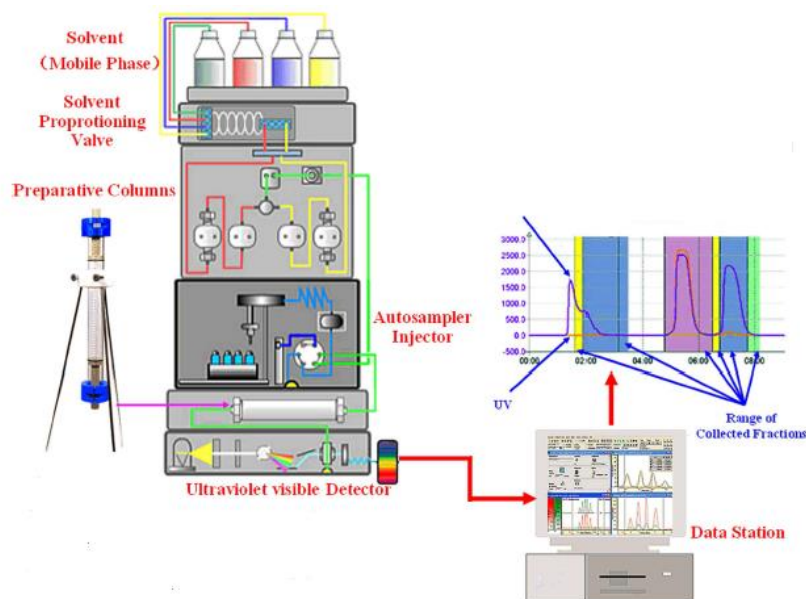 Solvent
(Mobile Phase)
Solvent
Proprotioning
Valve
Preparative Columns
Autosampler
Injector
Ultraviolet visible Detector
3000.0
2500.0
2000.0
1500.0
1000.0
500.0
0.0
-500.0
00:00
02:00
04:00
06:00
08:00
UV
Range of
Collected Fractions
Data Station